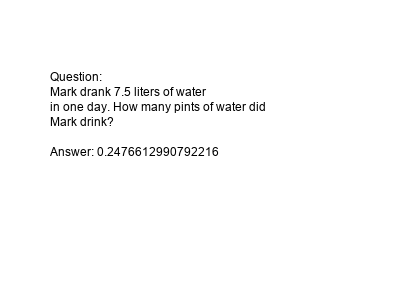 Question:
Mark drank 7.5 liters of water
in one day. How many pints of water did
Mark drink?
Answer: 0.2476612990792216